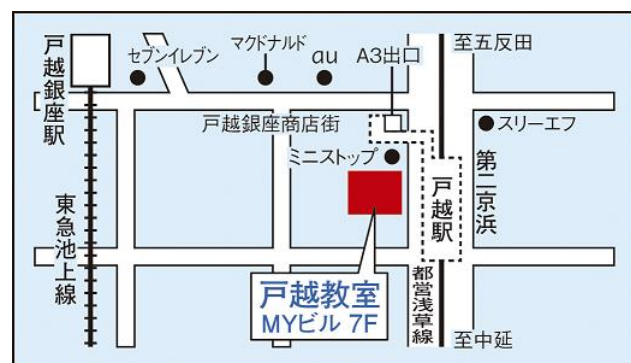 戸越銀座駅
セブンイレブン
マクドナルド
au
A3出口
至五反田
戸越銀座商店街
スリーエフ
ミニストップ
戸越駅
第二京浜
東急池上線
戸越教室
MYビル 7F
都営浅草線
至中延